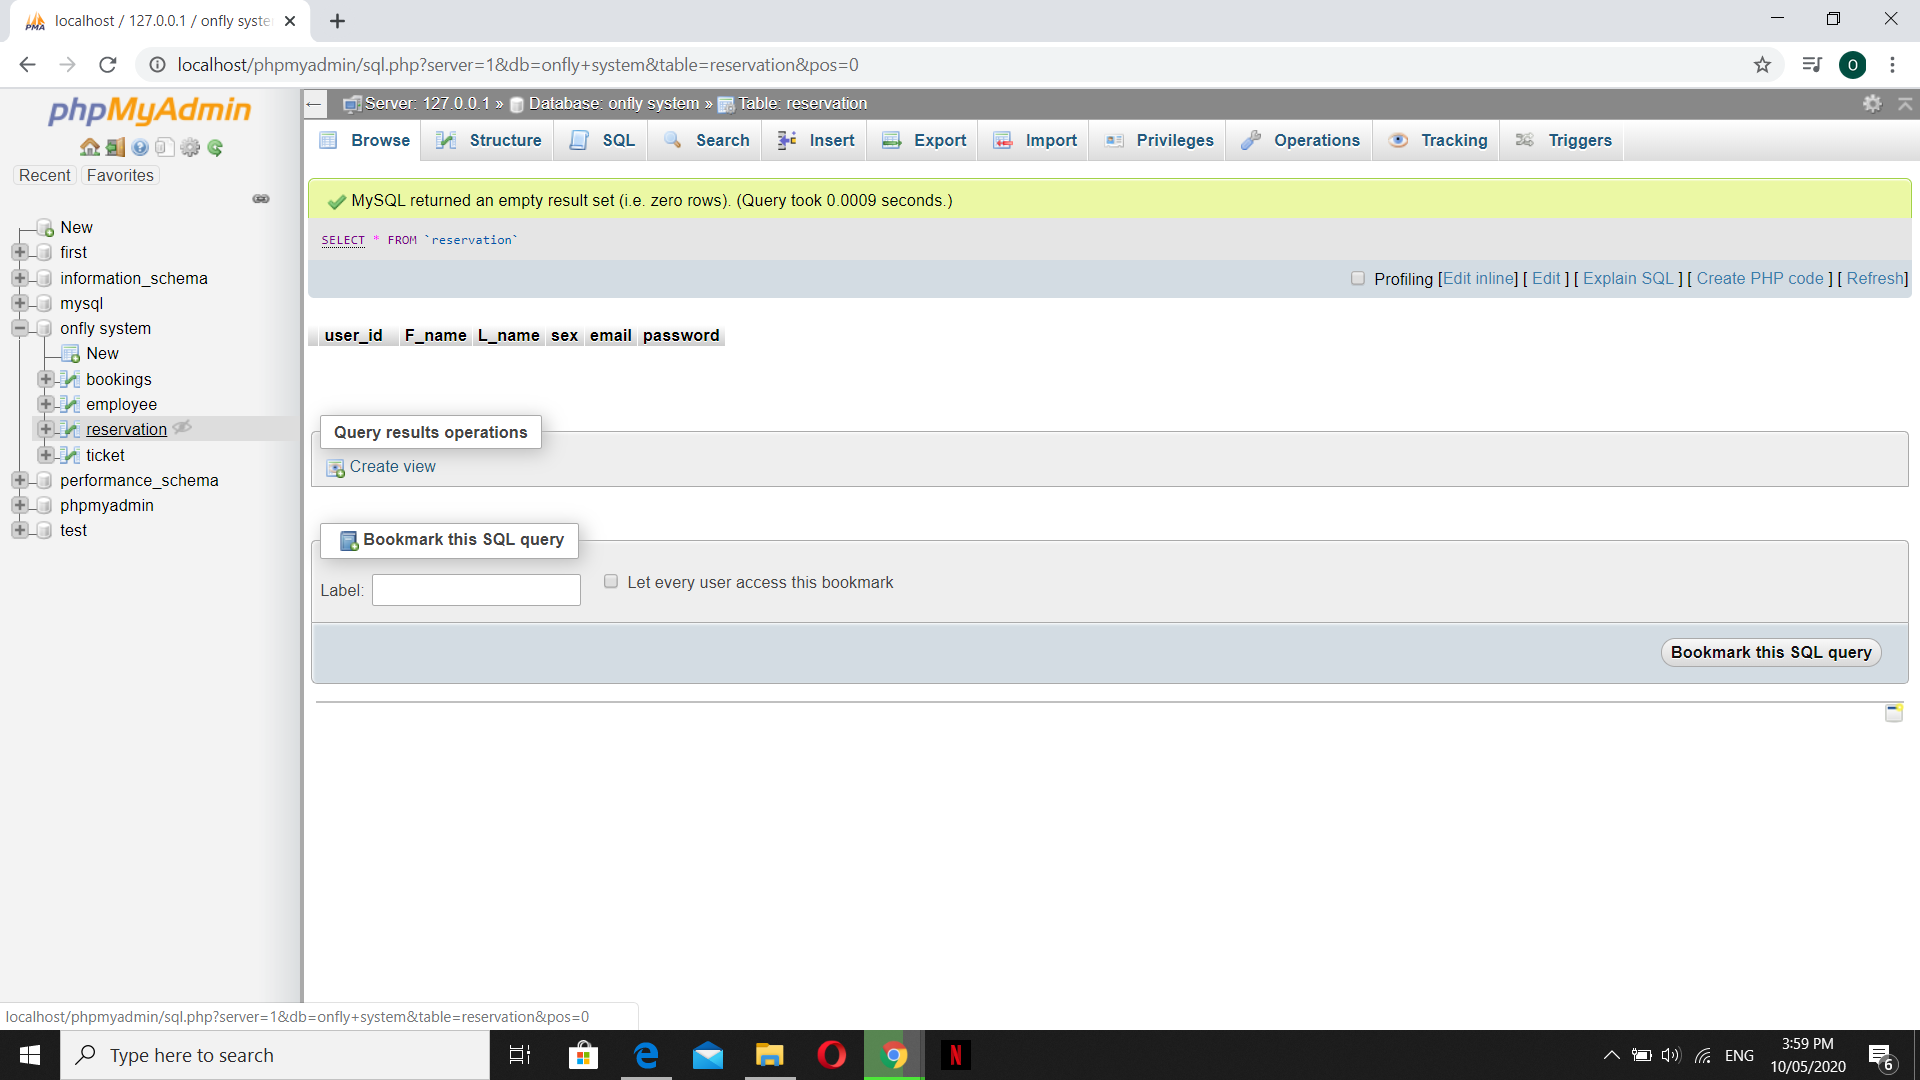 localhost / 127.0.0.1 / onfly syste
localhost/phpmyadmin/sql.php?server=1&db=onfly+system&table=reservation&pos=0
O
phpMyAdmin
Recent Favorites
New
first
information_schema
mysql
onfly system
New
bookings
employee
reservation
ticket
performance_schema
phpmyadmin
test
Server: 127.0.0.1 » Database: onfly system » Table: reservation
Browse Structure SQL Search Insert Export Import Privileges Operations Tracking Triggers
MySQL returned an empty result set (i.e. zero rows). (Query took 0.0009 seconds.)
SELECT * FROM `reservation`
Profiling [Edit inline] [ Edit ] [ Explain SQL ] [ Create PHP code ] [ Refresh]
user_id F_name L_name sex email password
Query results operations
Create view
Bookmark this SQL query
Label:
Let every user access this bookmark
Bookmark this SQL query
localhost/phpmyadmin/sql.php?server=1&db=onfly+system&table=reservation&pos=0
Type here to search
ENG
3:59 PM
10/05/2020
6